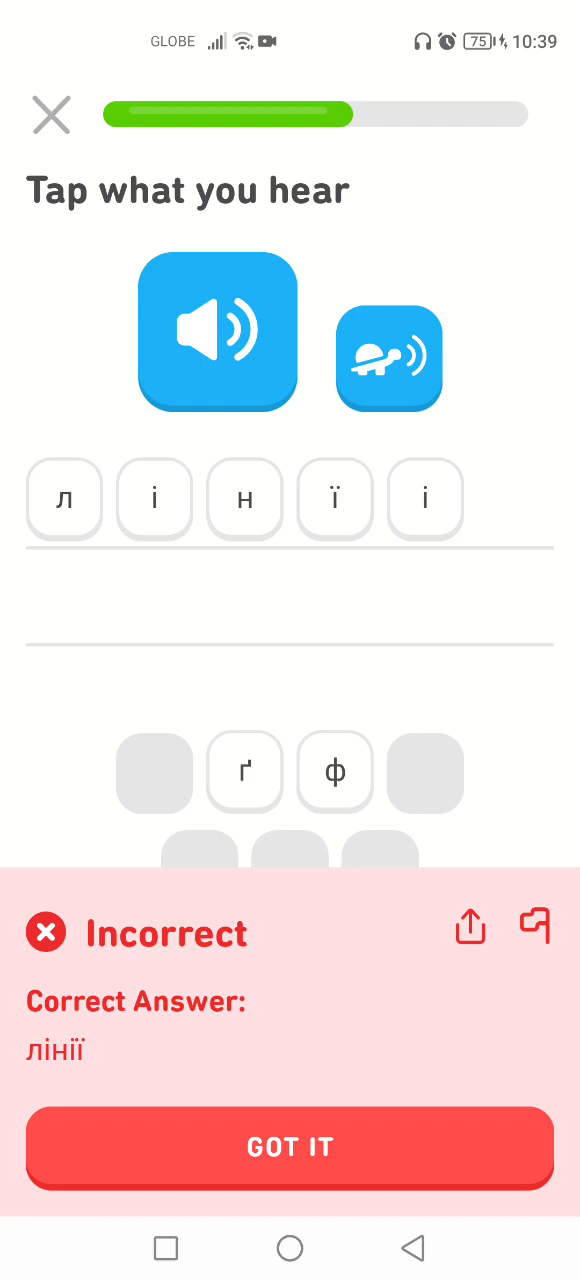 GLOBE 75 10:39
Tap what you hear
л і н ї і
ґ ф
Incorrect
Correct Answer:
лінії
GOT IT